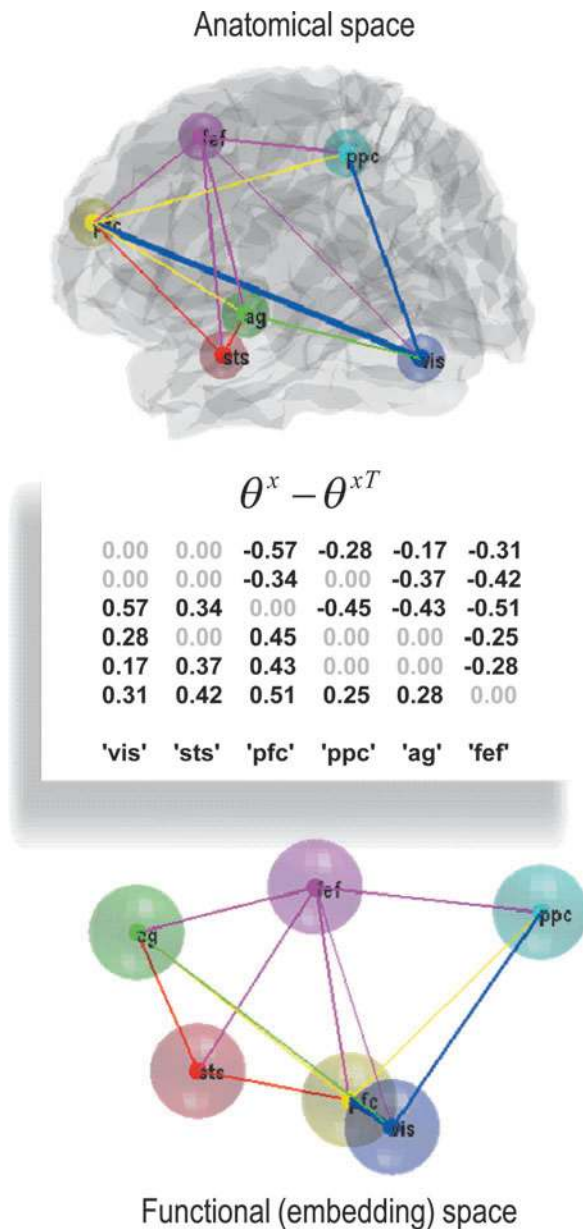 Anatomical space
fef
ppc
pfc
ag
sts
vis
θ^x − θ^xT
0.00 0.00 -0.57 -0.28 -0.17 -0.31
0.00 0.00 -0.34 0.00 -0.37 -0.42
0.57 0.34 0.00 -0.45 -0.43 -0.51
0.28 0.00 0.45 0.00 0.00 -0.25
0.17 0.37 0.43 0.00 0.00 -0.28
0.31 0.42 0.51 0.25 0.28 0.00
'vis' 'sts' 'pfc' 'ppc' 'ag' 'fef'
fef
ppc
ag
sts
pfc
vis
Functional (embedding) space